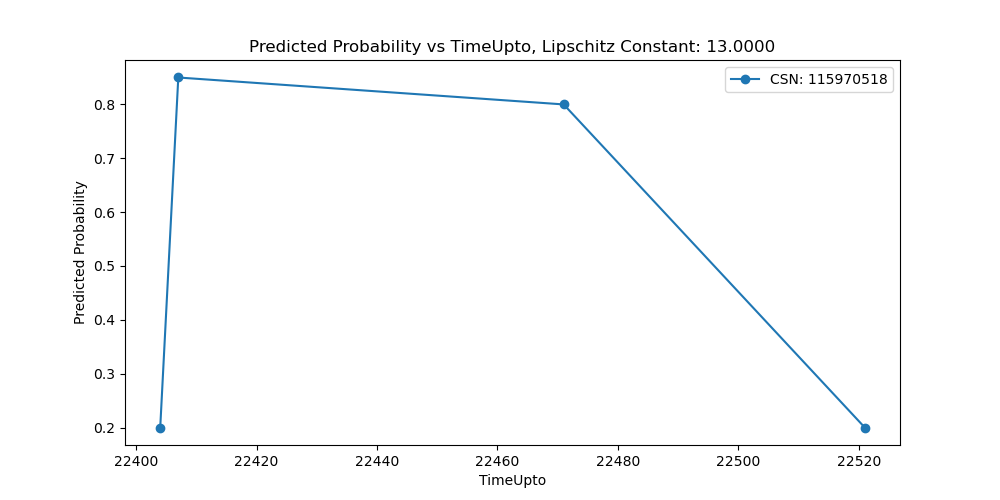 Predicted Probability vs TimeUpto, Lipschitz Constant: 13.0000
CSN: 115970518
Predicted Probability
0.8
0.7
0.6
0.5
0.4
0.3
0.2
22400 22420 22440 22460 22480 22500 22520
TimeUpto